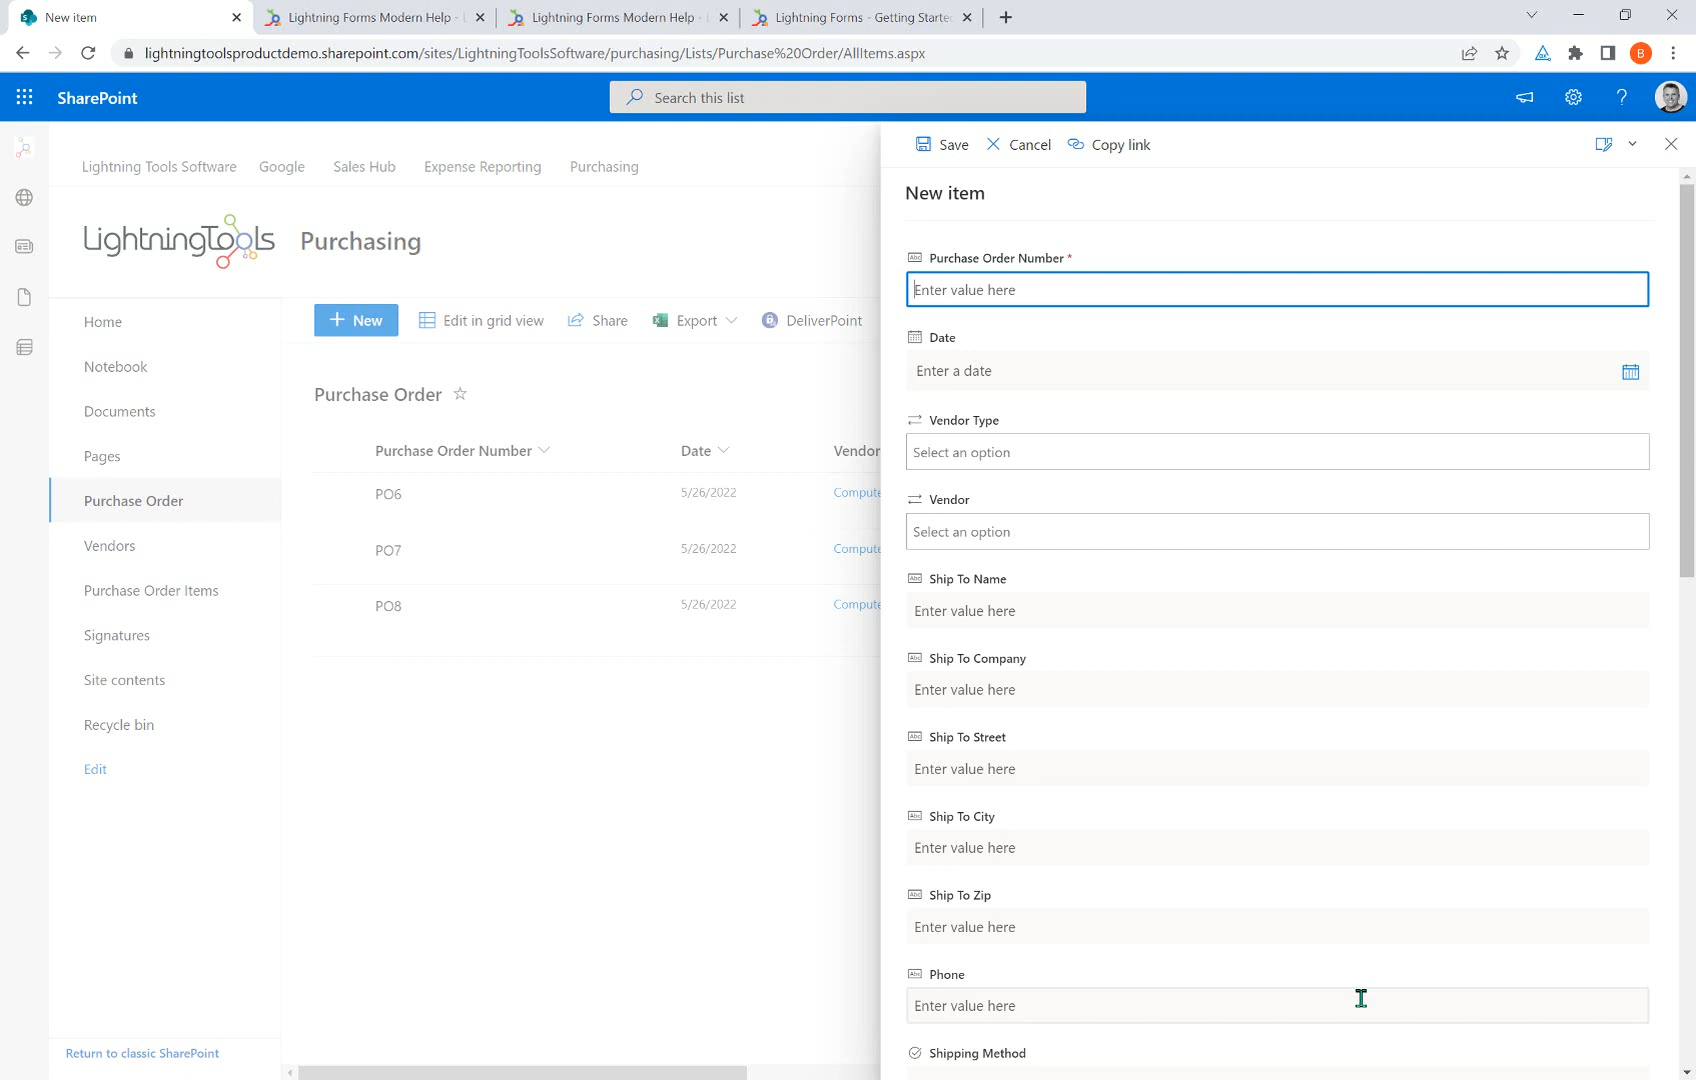 New item
Lightning Forms Modern Help -
Lightning Forms Modern Help -
Lightning Forms - Getting Starte
lightningtoolsproductdemo.sharepoint.com/sites/LightningToolsSoftware/purchasing/Lists/Purchase%20Order/AllItems.aspx
B
SharePoint
Search this list
Lightning Tools Software
Google
Sales Hub
Expense Reporting
Purchasing
LightningTools
Purchasing
Home
Notebook
Documents
Pages
Purchase Order
Vendors
Purchase Order Items
Signatures
Site contents
Recycle bin
Edit
Return to classic SharePoint
New
Edit in grid view
Share
Export
DeliverPoint
Purchase Order
Purchase Order Number
Date
Vendor
PO6
5/26/2022
Compute
PO7
5/26/2022
Compute
PO8
5/26/2022
Compute
Save
Cancel
Copy link
New item
Abc Purchase Order Number *
Enter value here
Date
Enter a date
Vendor Type
Select an option
Vendor
Select an option
Abc Ship To Name
Enter value here
Abc Ship To Company
Enter value here
Abc Ship To Street
Enter value here
Abc Ship To City
Enter value here
Abc Ship To Zip
Enter value here
Abc Phone
Enter value here
Shipping Method